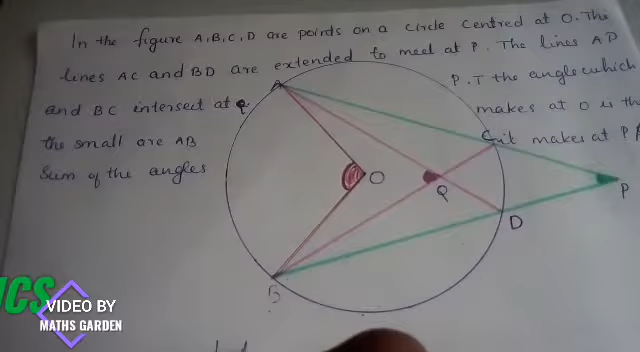 In the figure A,B,C,D are points on a circle centred at O. The
lines AC and BD are extended to meet at P. The lines AD
and BC intersect at Q. P.T the angle which
the small arc AB makes at O is the
Sum of the angles it makes at P
A
O
Q
C
D
P
B
ICS
VIDEO BY
MATHS GARDEN